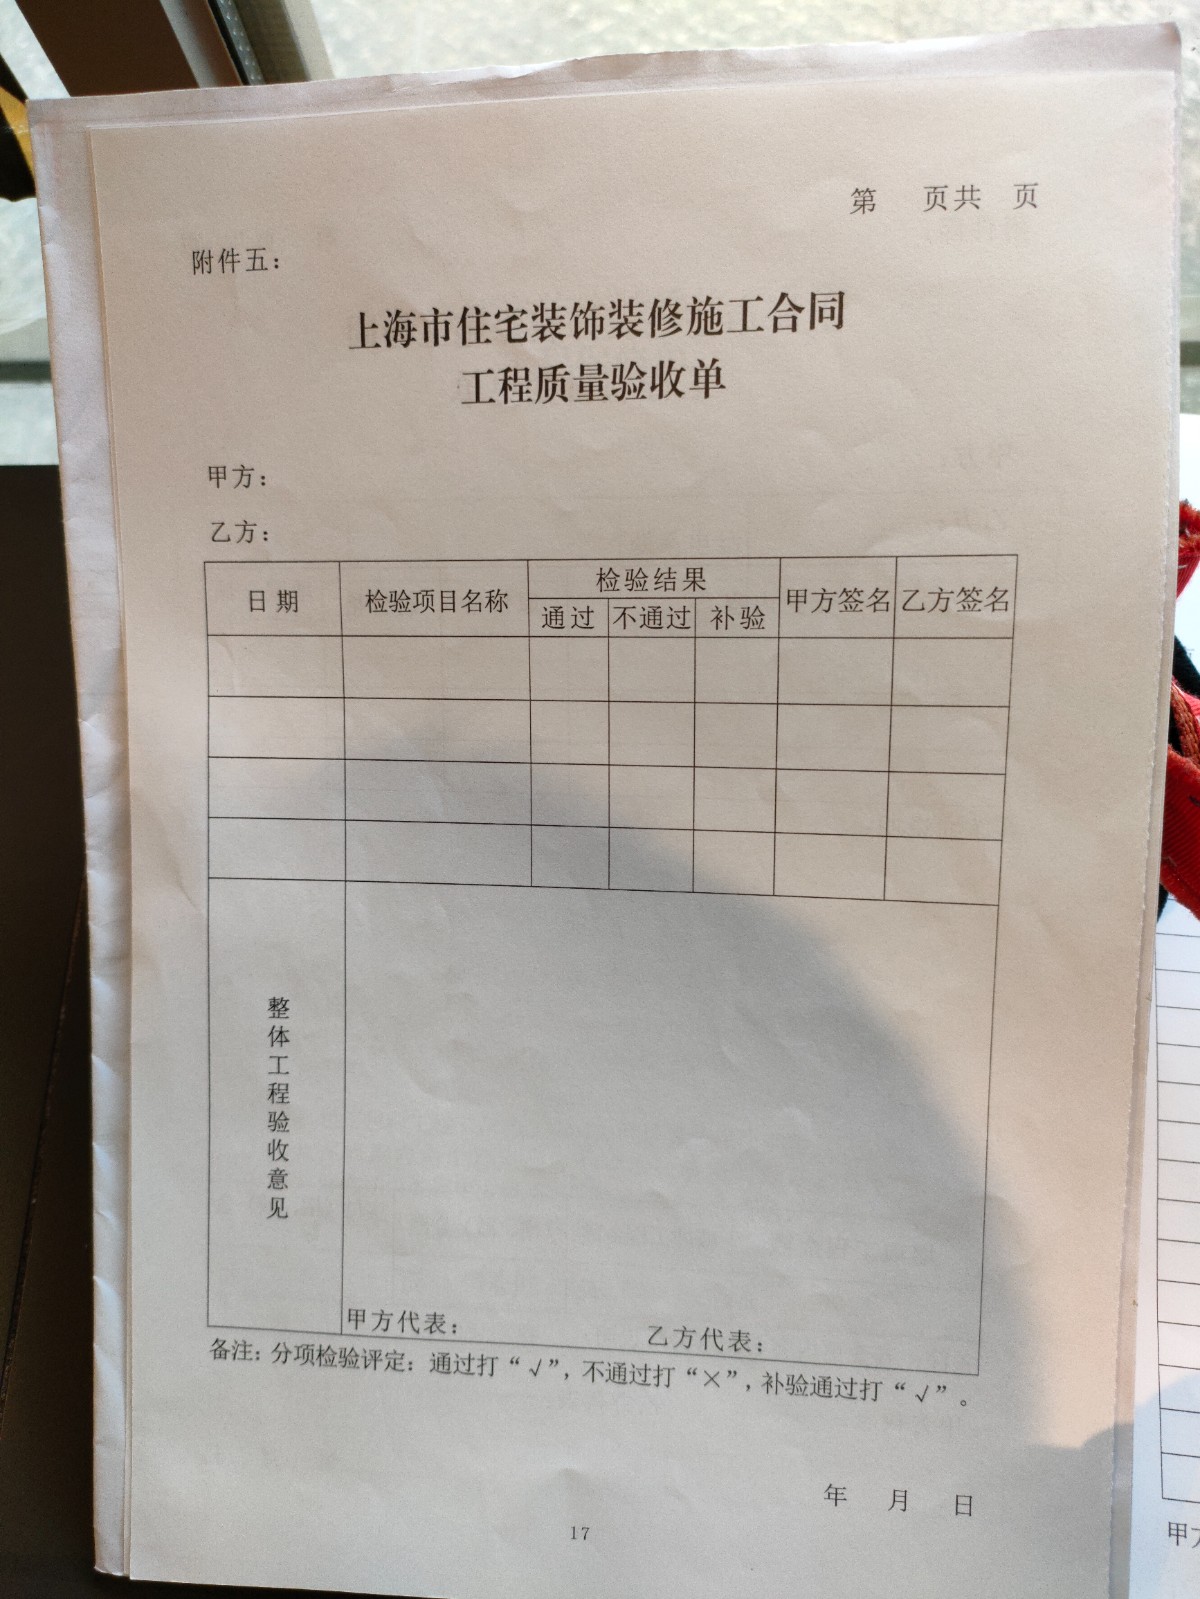 第 页共 页
附件五：
上海市住宅装饰装修施工合同
工程质量验收单
甲方：
乙方：
日期 检验项目名称 检验结果 甲方签名 乙方签名
通过 不通过 补验
整体工程验收意见
甲方代表： 乙方代表：
备注：分项检验评定：通过打“√”，不通过打“×”，补验通过打“√”。
年 月 日
17
甲方